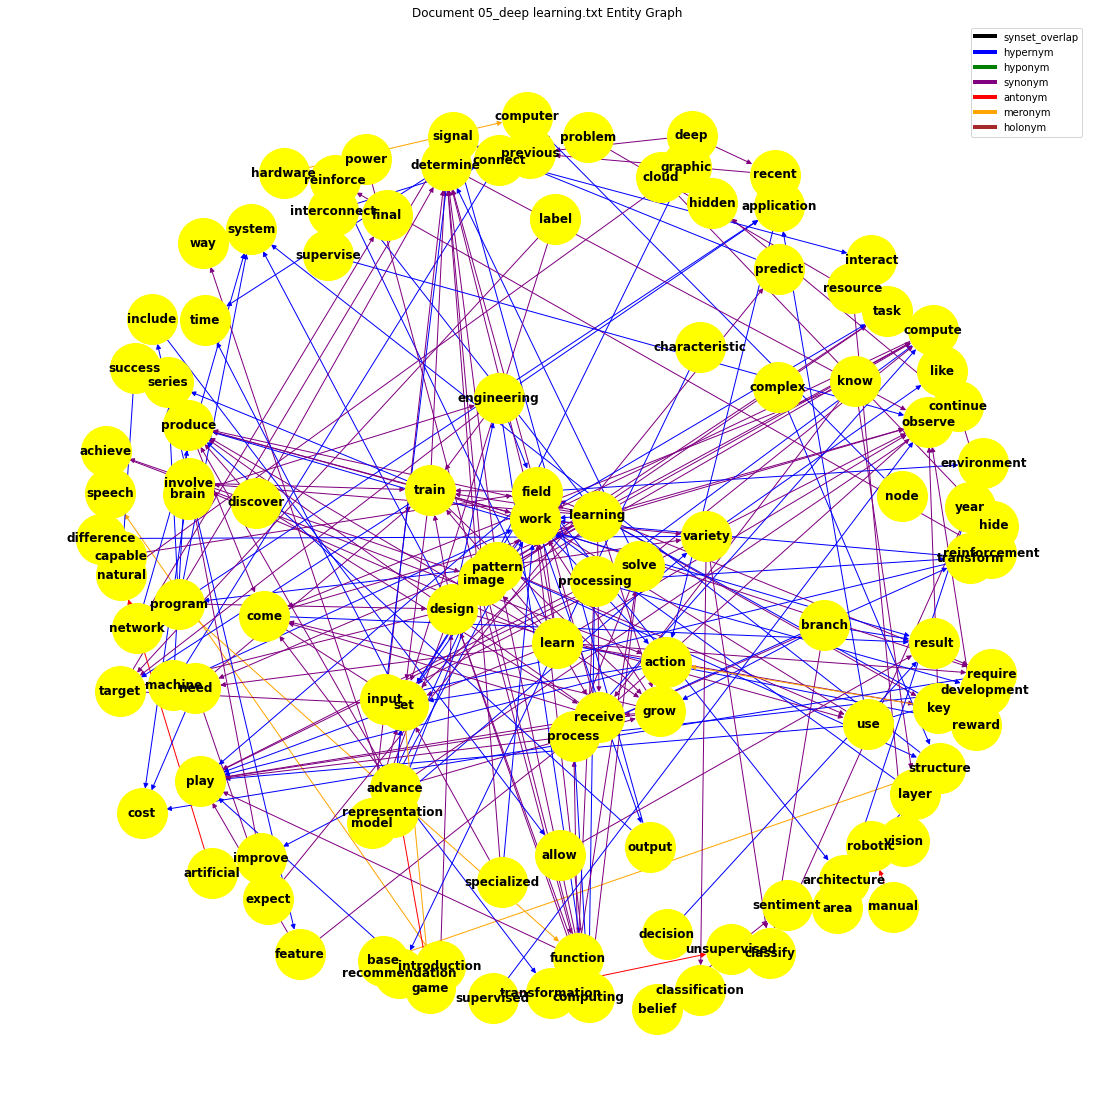 Document 05_deep learning.txt Entity Graph
synset_overlap
hypernym
hyponym
synonym
antonym
meronym
holonym
computer
signal
problem
deep
determine
connect
previous
power
hardware
reinforce
graphic
cloud
recent
hidden
application
interconnect
final
label
system
way
supervise
predict
interact
resource
include
time
task
compute
characteristic
success
series
complex
know
like
engineering
continue
observe
produce
achieve
environment
involve
brain
speech
discover
train
field
node
year
work
learning
hide
difference
variety
capable
natural
pattern
image
processing
solve
reinforcement
transform
program
design
come
network
learn
branch
result
action
machine
need
target
require
development
input
set
receive
grow
key
reward
process
use
play
advance
structure
cost
representation
model
layer
improve
artificial
allow
output
vision
robotic
expect
specialized
architecture
sentiment
area
manual
feature
decision
base
recommendation
introduction
game
function
unsupervised
classify
supervised
transformation
computing
classification
belief